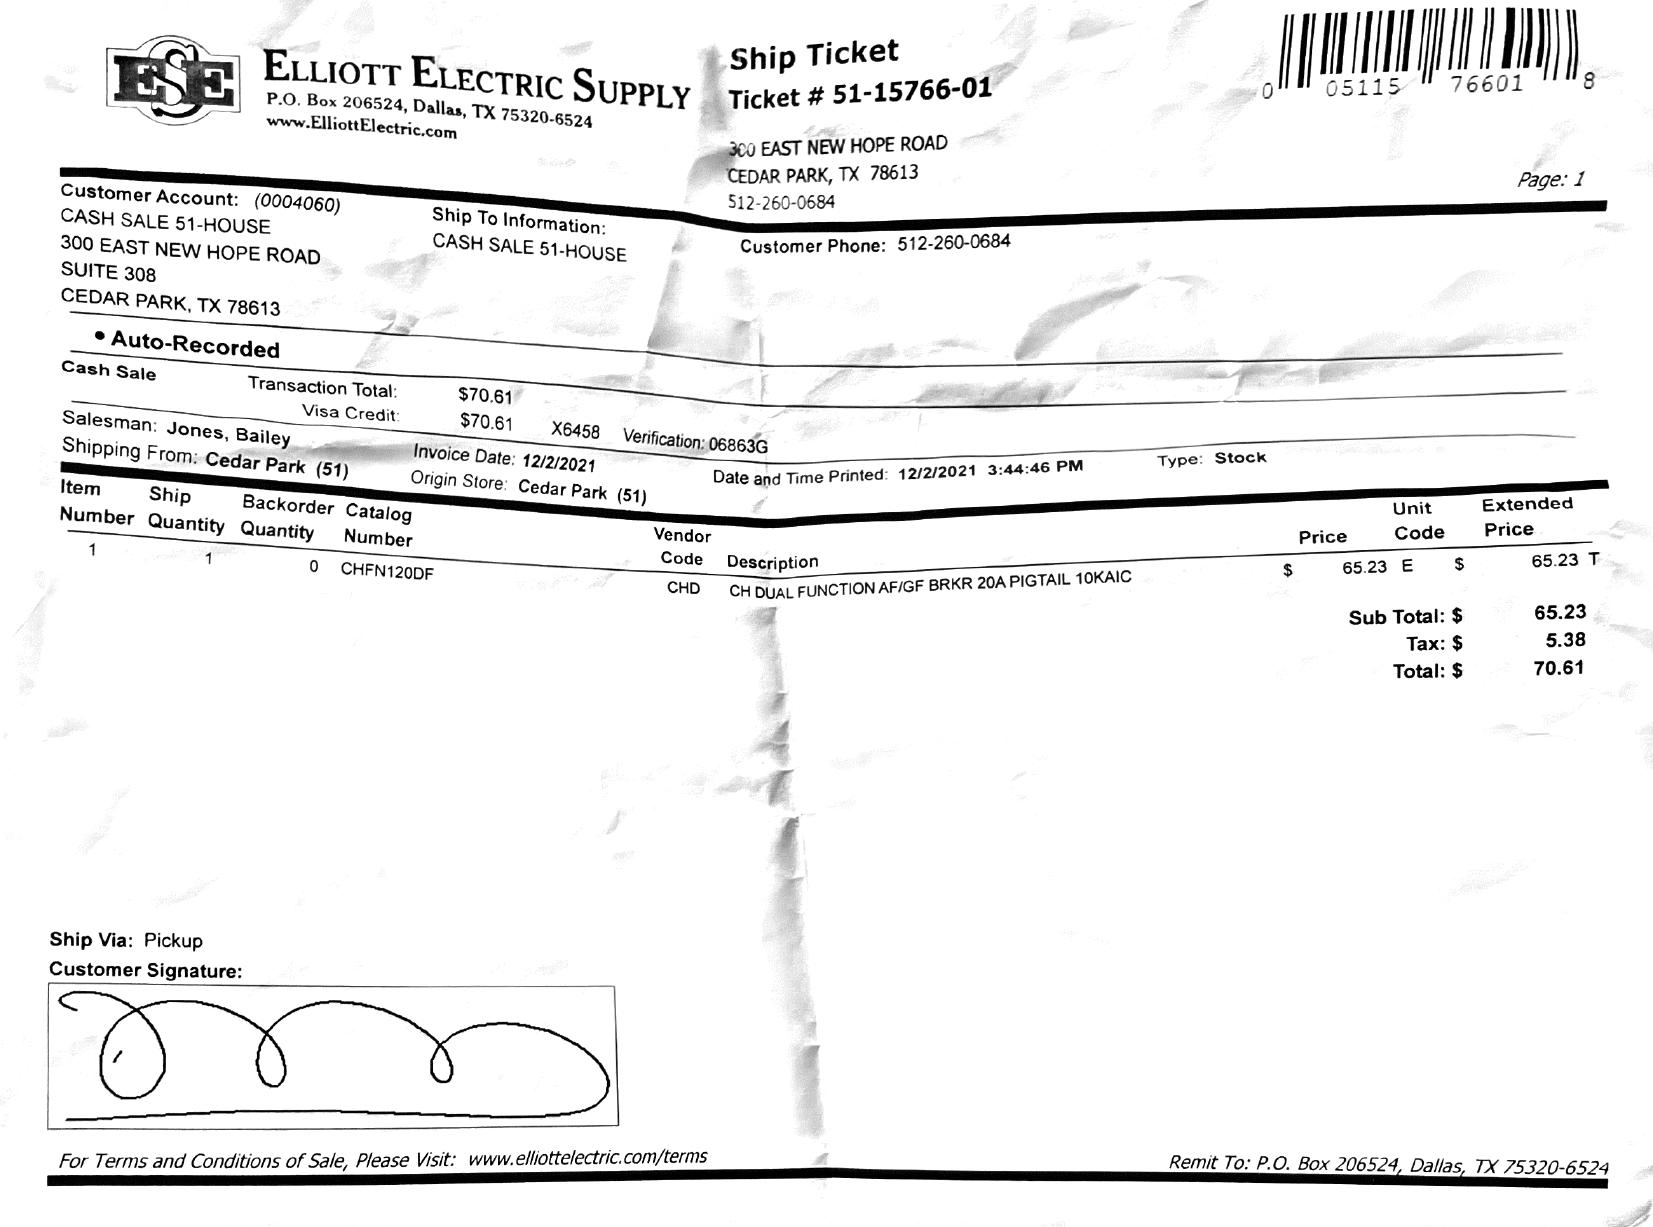 ESE
ELLIOTT ELECTRIC SUPPLY
P.O. Box 206524, Dallas, TX 75320-6524
www.ElliottElectric.com
Ship Ticket
Ticket # 51-15766-01
300 EAST NEW HOPE ROAD
CEDAR PARK, TX 78613
512-260-0684
0 05115 76601 8
Page: 1
Customer Account: (0004060)
CASH SALE 51-HOUSE
300 EAST NEW HOPE ROAD
SUITE 308
CEDAR PARK, TX 78613
Ship To Information:
CASH SALE 51-HOUSE
Customer Phone: 512-260-0684
• Auto-Recorded
Cash Sale Transaction Total: $70.61
Visa Credit: $70.61 X6458 Verification: 06863G
Salesman: Jones, Bailey Invoice Date: 12/2/2021 Date and Time Printed: 12/2/2021 3:44:46 PM Type: Stock
Shipping From: Cedar Park (51) Origin Store: Cedar Park (51)
Item Number Ship Quantity Backorder Quantity Catalog Number Vendor Code Description Price Unit Code Extended Price
1 1 0 CHFN120DF CHD CH DUAL FUNCTION AF/GF BRKR 20A PIGTAIL 10KAIC $ 65.23 E $ 65.23 T
Sub Total: $ 65.23
Tax: $ 5.38
Total: $ 70.61
Ship Via: Pickup
Customer Signature:
For Terms and Conditions of Sale, Please Visit: www.elliottelectric.com/terms
Remit To: P.O. Box 206524, Dallas, TX 75320-6524